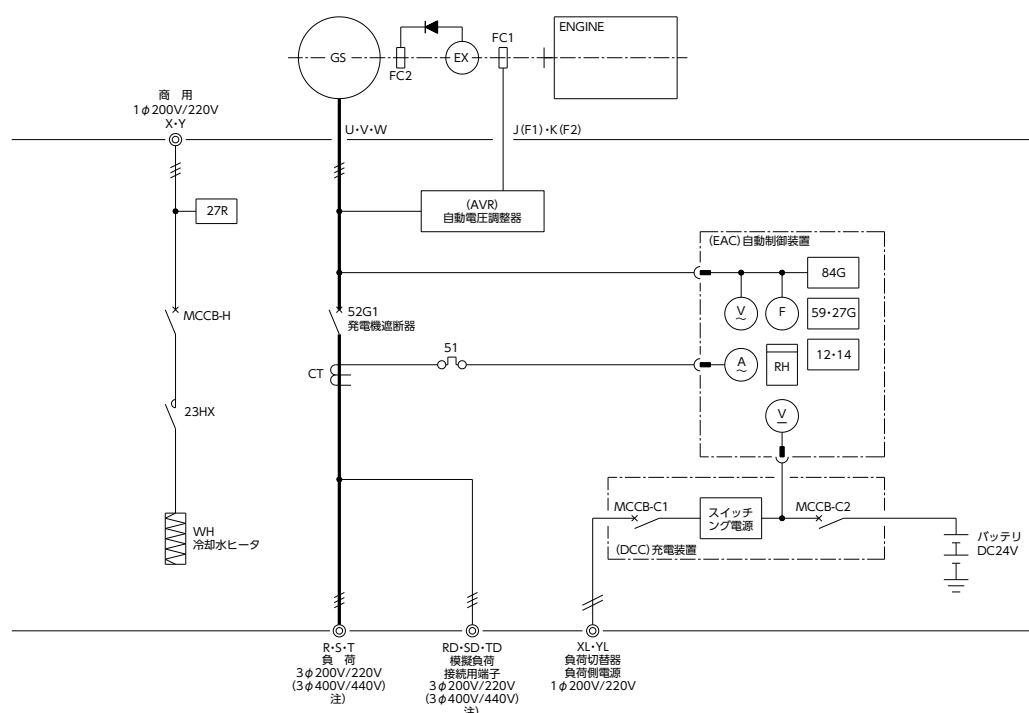 ENGINE
FC1
GS
EX
FC2
商 用
1φ200V/220V
X・Y
U・V・W
J(F1)・K(F2)
27R
(AVR)
自動電圧調整器
(EAC)自動制御装置
84G
V
F
59・27G
MCCB-H
52G1
発電機遮断器
51
12・14
CT
A
RH
23HX
V
WH
冷却水ヒータ
MCCB-C1
スイッチ
ング電源
MCCB-C2
(DCC)充電装置
バッテリ
DC24V
R・S・T
負 荷
3φ200V/220V
(3φ400V/440V)
注)
RD・SD・TD
模擬負荷
接続用端子
3φ200V/220V
(3φ400V/440V)
注)
XL・YL
負荷切替器
負荷側電源
1φ200V/220V